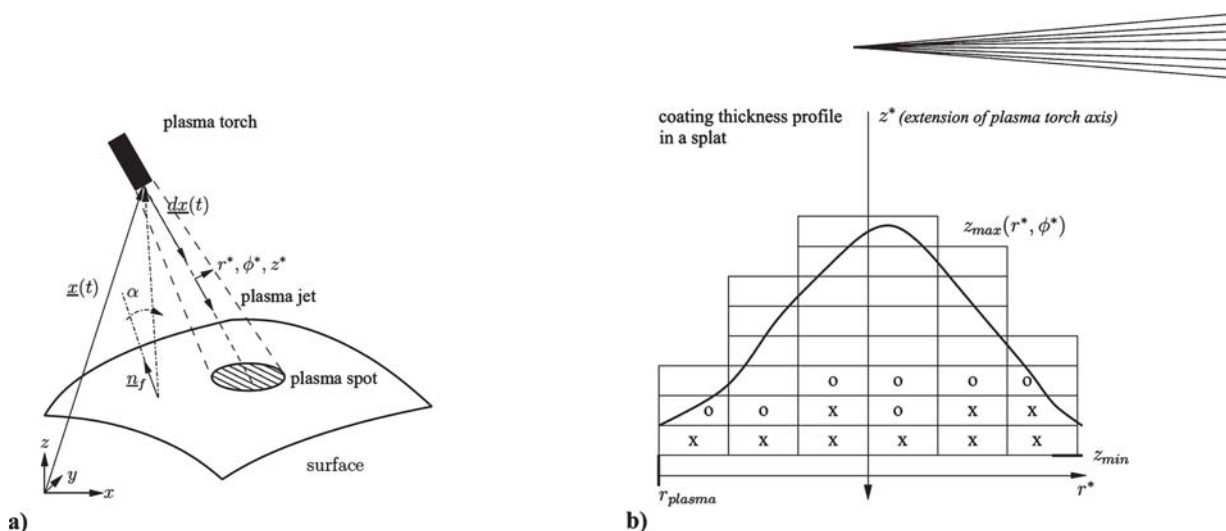 plasma torch
dx(t)
r*, ϕ*, z*
plasma jet
x(t)
α
n_f
plasma spot
z
y
x
surface
a)
coating thickness profile
in a splat
z* (extension of plasma torch axis)
z_max(r*, ϕ*)
o o o o
o o x o x x
x x x x x x
z_min
r_plasma
r*
b)